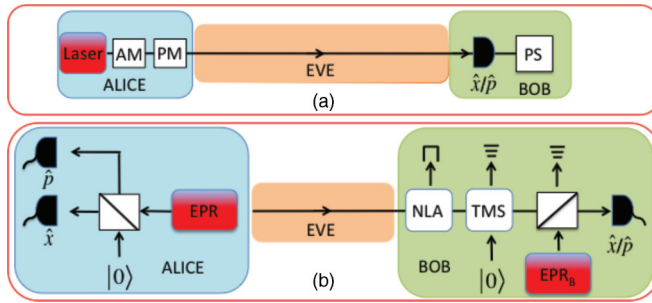 Laser AM PM
ALICE
EVE
x̂/p̂
PS
BOB
(a)
p̂
x̂
EPR
|0⟩
ALICE
EVE
NLA TMS
x̂/p̂
BOB
|0⟩
EPR_B
(b)